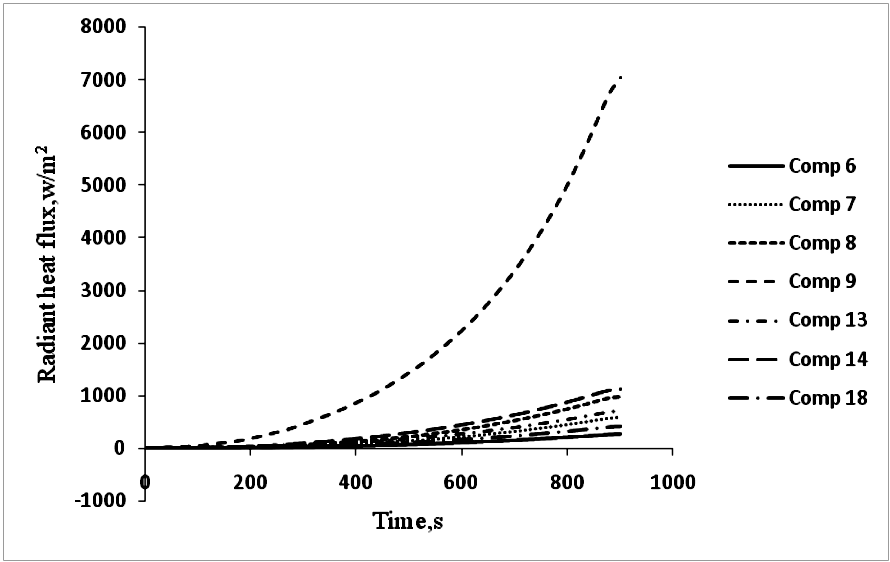 8000
7000
6000
5000
4000
3000
2000
1000
0
-1000
Radiant heat flux,w/m²
0 200 400 600 800 1000
Time,s
Comp 6
Comp 7
Comp 8
Comp 9
Comp 13
Comp 14
Comp 18